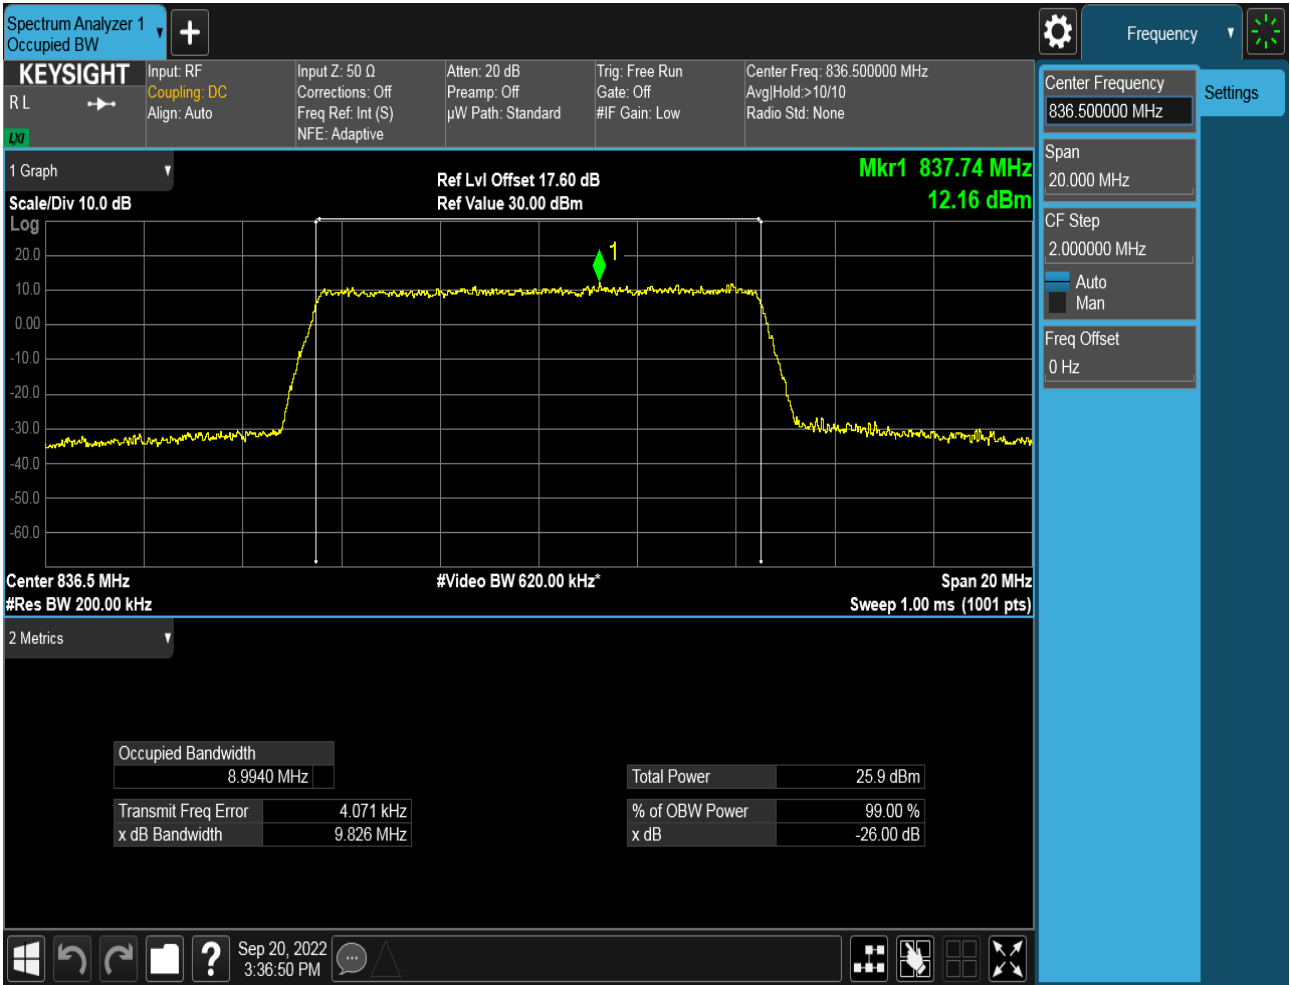 Spectrum Analyzer 1
Occupied BW
Frequency
KEYSIGHT
R L
LXI
Input: RF
Coupling: DC
Align: Auto
Input Z: 50 Ω
Corrections: Off
Freq Ref: Int (S)
NFE: Adaptive
Atten: 20 dB
Preamp: Off
µW Path: Standard
Trig: Free Run
Gate: Off
#IF Gain: Low
Center Freq: 836.500000 MHz
Avg|Hold:>10/10
Radio Std: None
Center Frequency
836.500000 MHz
Settings
Span
20.000 MHz
CF Step
2.000000 MHz
Auto
Man
Freq Offset
0 Hz
1 Graph
Scale/Div 10.0 dB
Ref Lvl Offset 17.60 dB
Ref Value 30.00 dBm
Mkr1 837.74 MHz
12.16 dBm
Log
1
20.0
10.0
0.00
-10.0
-20.0
-30.0
-40.0
-50.0
-60.0
Center 836.5 MHz
#Video BW 620.00 kHz*
Span 20 MHz
#Res BW 200.00 kHz
Sweep 1.00 ms (1001 pts)
2 Metrics
Occupied Bandwidth
8.9940 MHz
Total Power 25.9 dBm
Transmit Freq Error 4.071 kHz
% of OBW Power 99.00 %
x dB Bandwidth 9.826 MHz
x dB -26.00 dB
?
Sep 20, 2022
3:36:50 PM